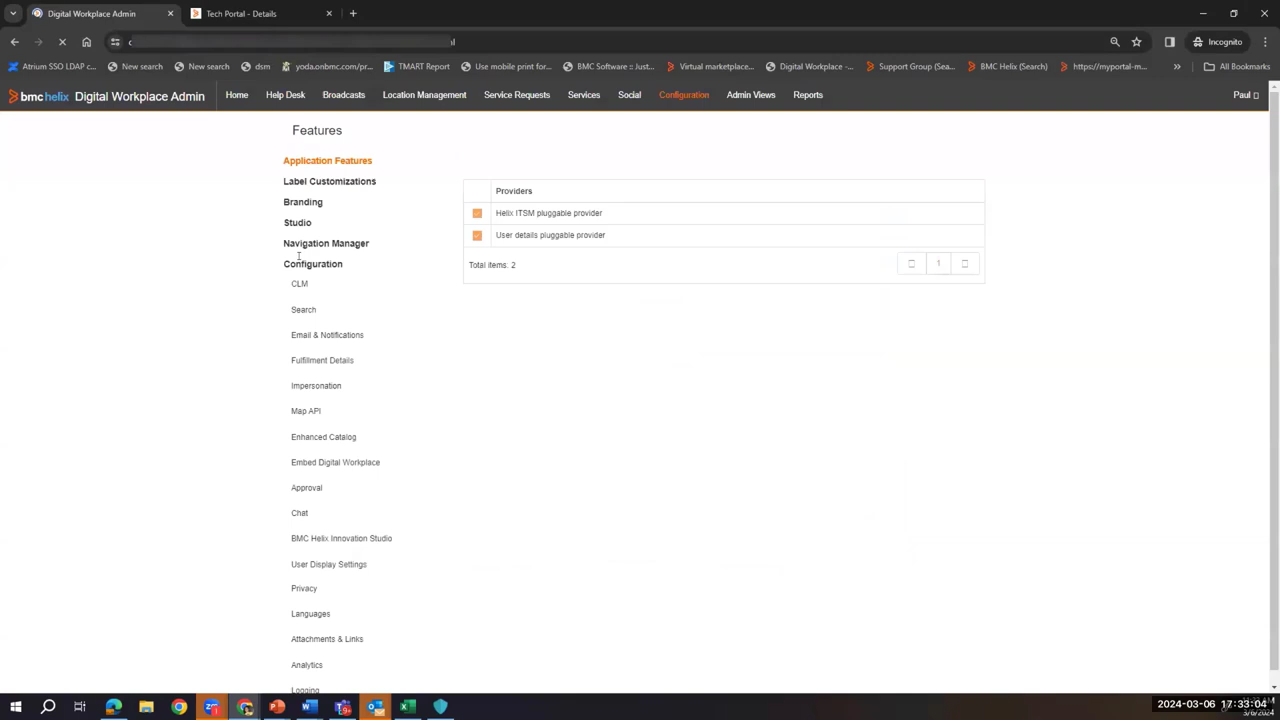 Digital Workplace Admin
Tech Portal - Details
Incognito
Atrium SSO LDAP c...
New search
New search
dsm
yoda.onbmc.com/pr...
TMART Report
Use mobile print for...
BMC Software :: Just...
Virtual marketplace...
Digital Workplace -...
Support Group (Sea...
BMC Helix (Search)
https://myportal-m...
All Bookmarks
bmchelix Digital Workplace Admin
Home
Help Desk
Broadcasts
Location Management
Service Requests
Services
Social
Configuration
Admin Views
Reports
Paul
Features
Application Features
Label Customizations
Branding
Studio
Navigation Manager
Configuration
CLM
Search
Email & Notifications
Fulfillment Details
Impersonation
Map API
Enhanced Catalog
Embed Digital Workplace
Approval
Chat
BMC Helix Innovation Studio
User Display Settings
Privacy
Languages
Attachments & Links
Analytics
Logging
Providers
Helix ITSM pluggable provider
User details pluggable provider
Total items: 2
1
2024-03-06 17:33:04
3/6/2024